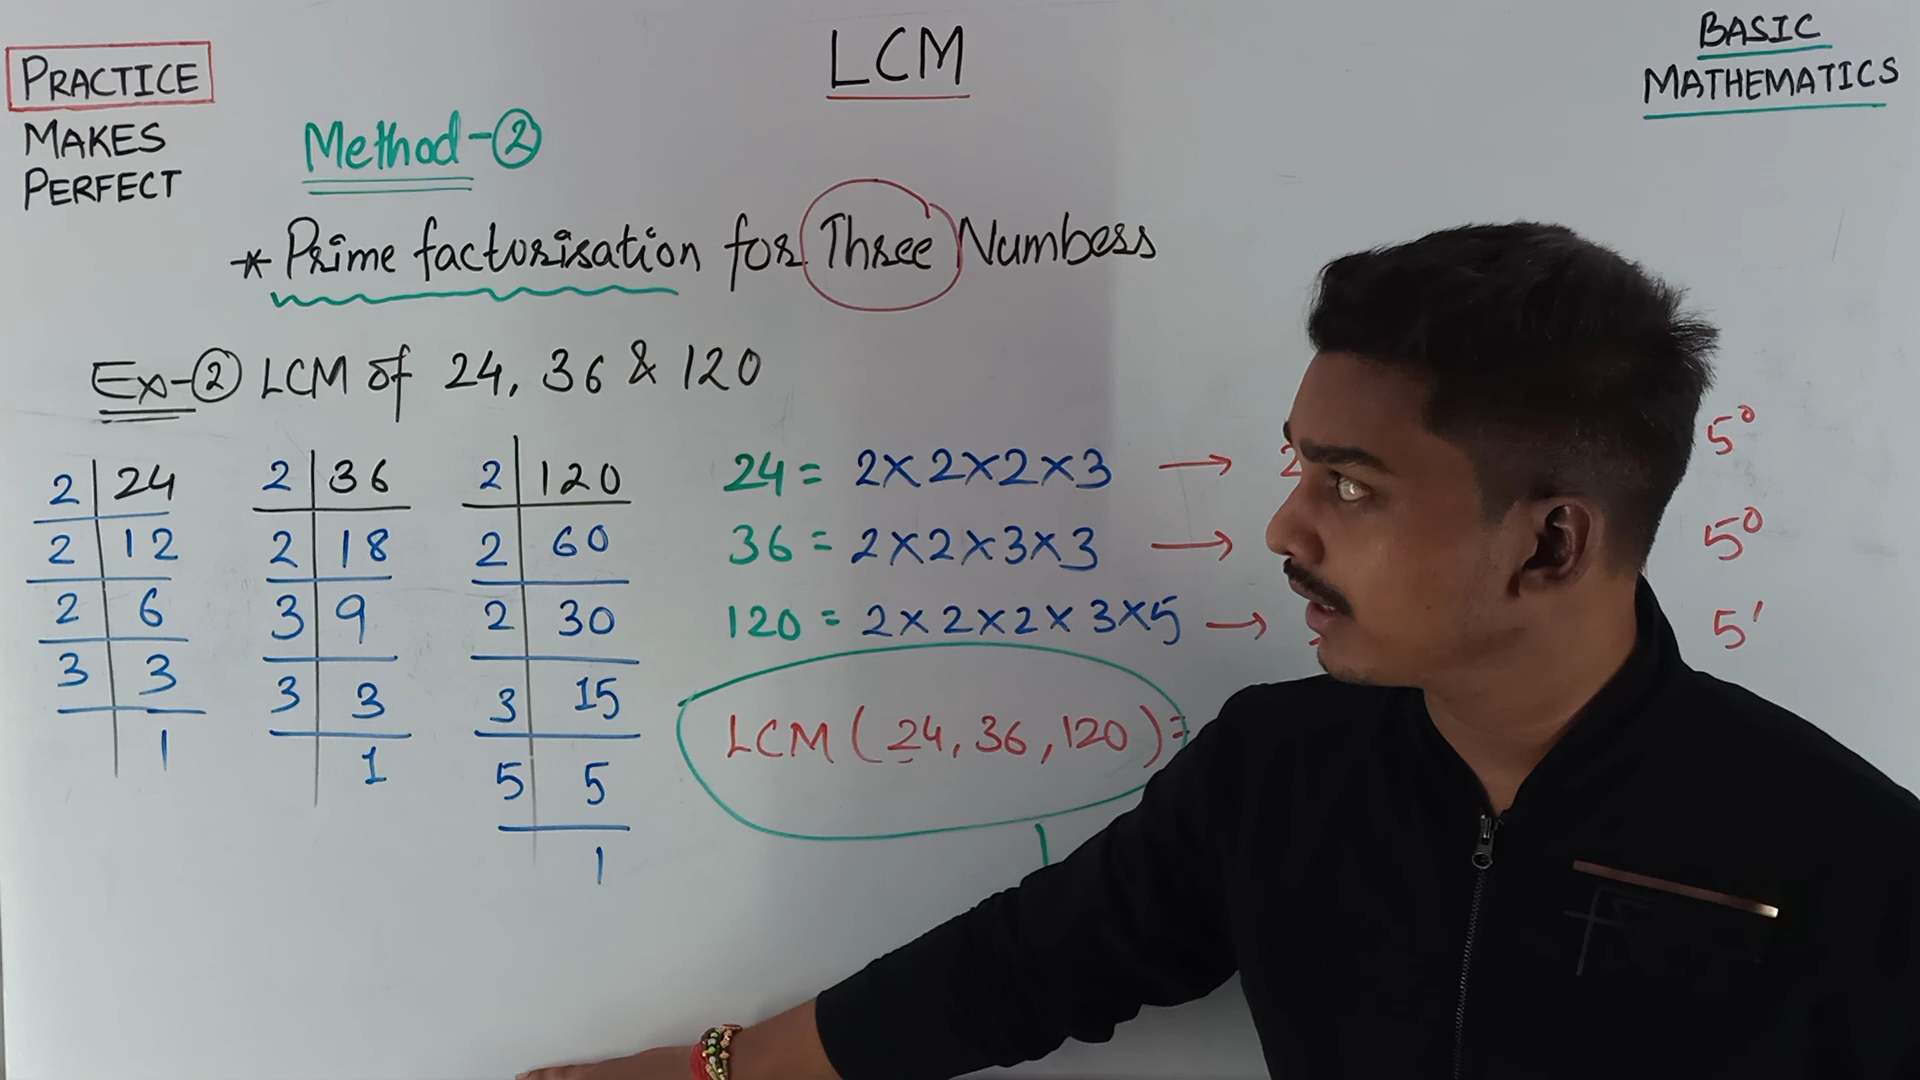 PRACTICE
MAKES
PERFECT
LCM
BASIC
MATHEMATICS
Method-②
* Prime factorisation for Three Numbers
Ex-② LCM of 24, 36 & 120
2 | 24
2 | 12
2 | 6
3 | 3
| 1
2 | 36
2 | 18
3 | 9
3 | 3
| 1
2 | 120
2 | 60
2 | 30
3 | 15
5 | 5
| 1
24 = 2×2×2×3 → 2 5⁰
36 = 2×2×3×3 → 5⁰
120 = 2×2×2×3×5 → 5¹
LCM (24, 36, 120) =